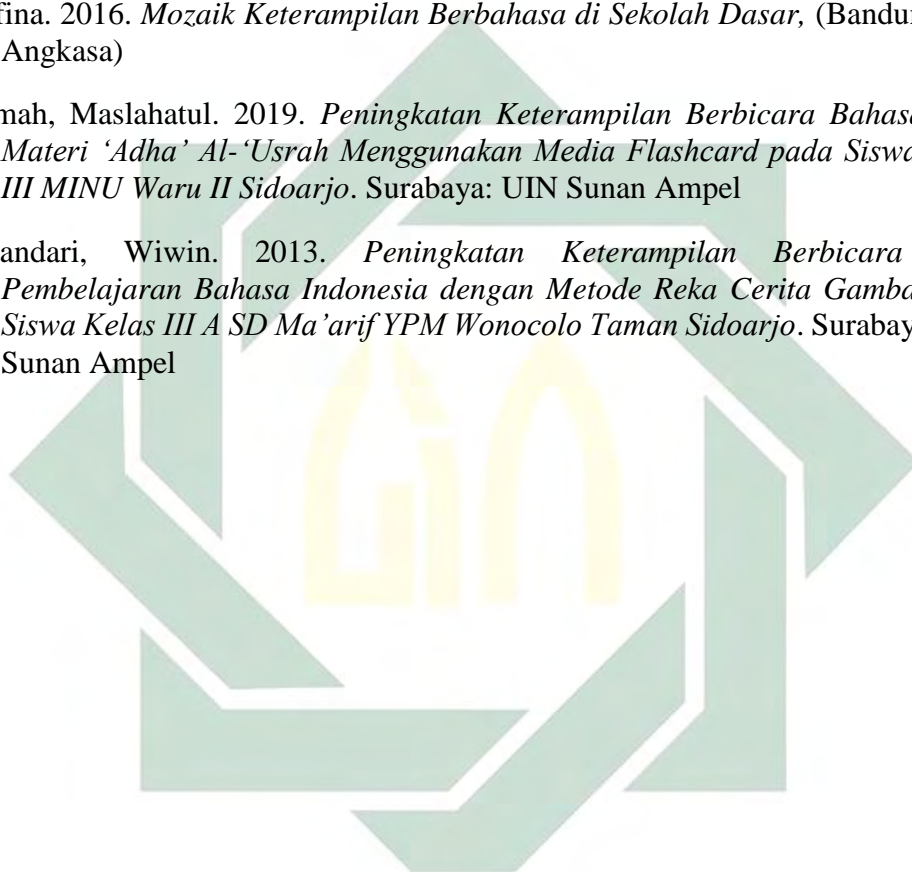 fina. 2016. Mozaik Keterampilan Berbahasa di Sekolah Dasar, (Bandu
Angkasa)
mah, Maslahatul. 2019. Peningkatan Keterampilan Berbicara Bahasa
Materi ‘Adha’ Al-‘Usrah Menggunakan Media Flashcard pada Siswa
III MINU Waru II Sidoarjo. Surabaya: UIN Sunan Ampel
andari, Wiwin. 2013. Peningkatan Keterampilan Berbicara
Pembelajaran Bahasa Indonesia dengan Metode Reka Cerita Gamba
Siswa Kelas III A SD Ma’arif YPM Wonocolo Taman Sidoarjo. Surabay
Sunan Ampel